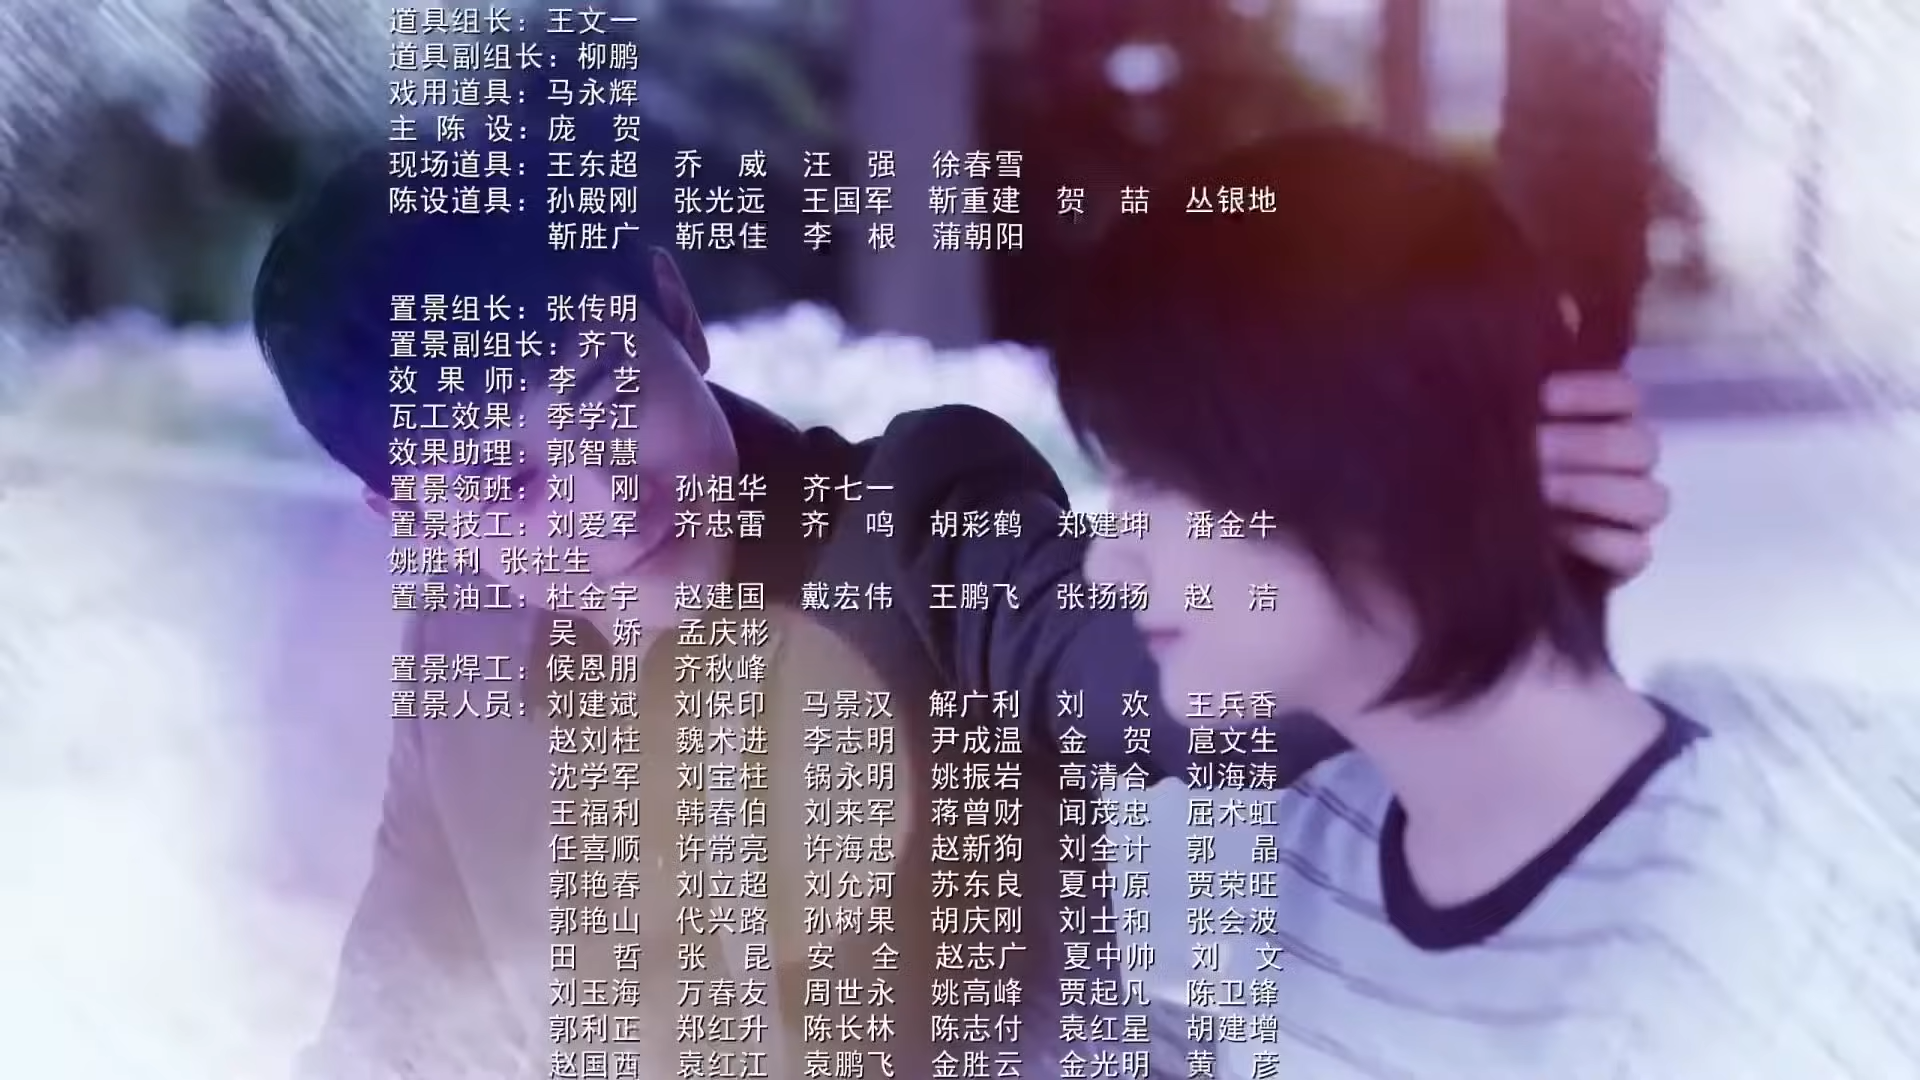 道具组长：王文一
道具副组长：柳鹏
戏用道具：马永辉
主 陈 设：庞　贺
现场道具：王东超　乔　威　汪　强　徐春雪
陈设道具：孙殿刚　张光远　王国军　靳重建　贺　喆　丛银地
靳胜广　靳思佳　李　根　蒲朝阳
置景组长：张传明
置景副组长：齐飞
效 果 师：李　艺
瓦工效果：季学江
效果助理：郭智慧
置景领班：刘　刚　孙祖华　齐七一
置景技工：刘爱军　齐忠雷　齐　鸣　胡彩鹤　郑建坤　潘金牛
姚胜利 张社生
置景油工：杜金宇　赵建国　戴宏伟　王鹏飞　张扬扬　赵　洁
吴　娇　孟庆彬
置景焊工：候恩朋　齐秋峰
置景人员：刘建斌　刘保印　马景汉　解广利　刘　欢　王兵香
赵刘柱　魏术进　李志明　尹成温　金　贺　扈文生
沈学军　刘宝柱　锅永明　姚振岩　高清合　刘海涛
王福利　韩春伯　刘来军　蒋曾财　闻茂忠　屈术虹
任喜顺　许常亮　许海忠　赵新狗　刘全计　郭　晶
郭艳春　刘立超　刘允河　苏东良　夏中原　贾荣旺
郭艳山　代兴路　孙树果　胡庆刚　刘士和　张会波
田　哲　张　昆　安　全　赵志广　夏中帅　刘　文
刘玉海　万春友　周世永　姚高峰　贾起凡　陈卫锋
郭利正　郑红升　陈长林　陈志付　袁红星　胡建增
赵国西　袁红江　袁鹏飞　金胜云　金光明　黄　彦